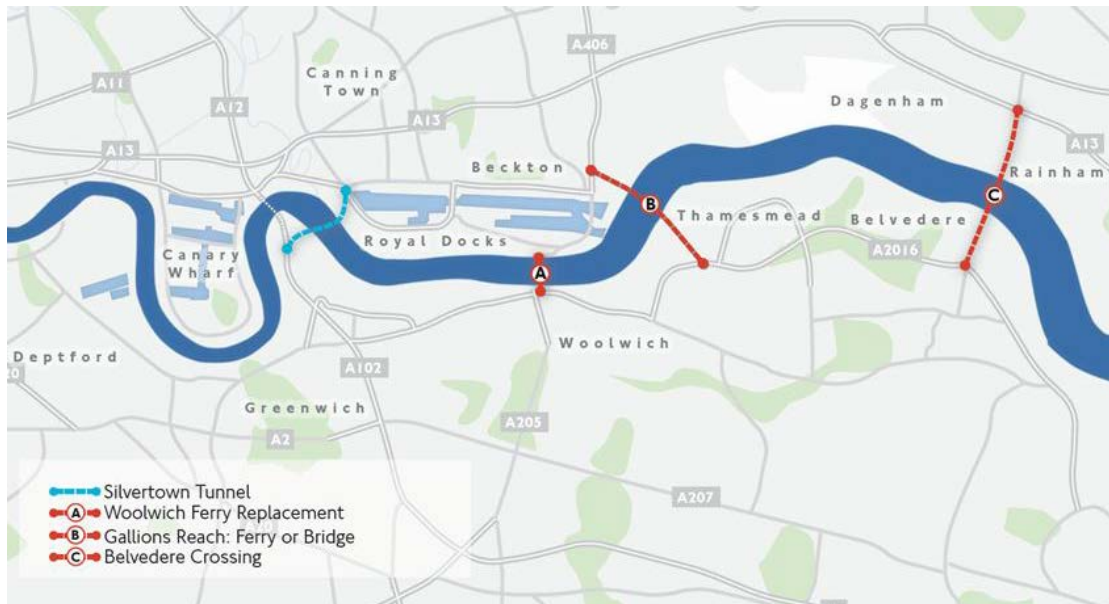 A406
Canning
Town
A11
A12
Dagenham
A13
A13
A13
Beckton
Rainham
Thamesmead
Belvedere
Royal Docks
A2016
Canary
Wharf
B
C
A
Woolwich
Deptford
A102
20
Greenwich
A205
A2
A207
Silvertown Tunnel
A Woolwich Ferry Replacement
B Gallions Reach: Ferry or Bridge
C Belvedere Crossing